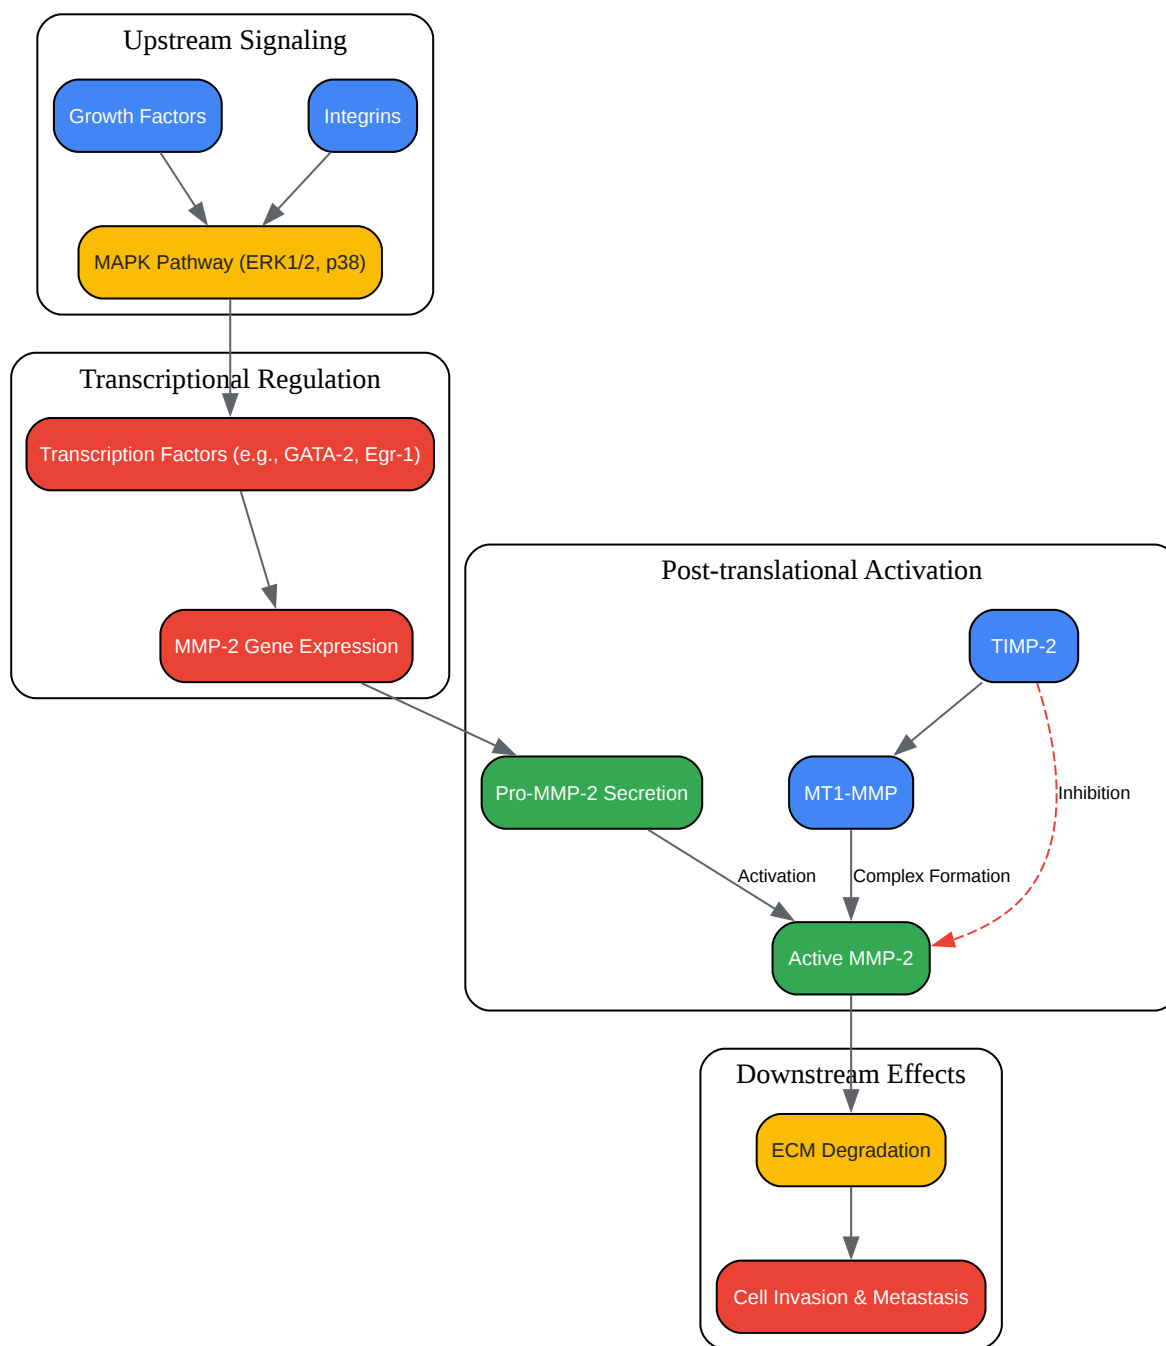 Upstream Signaling
Growth Factors
Integrins
MAPK Pathway (ERK1/2, p38)
Transcriptional Regulation
Transcription Factors (e.g., GATA-2, Egr-1)
MMP-2 Gene Expression
Post-translational Activation
TIMP-2
Pro-MMP-2 Secretion
MT1-MMP
Inhibition
Activation
Complex Formation
Active MMP-2
Downstream Effects
ECM Degradation
Cell Invasion & Metastasis